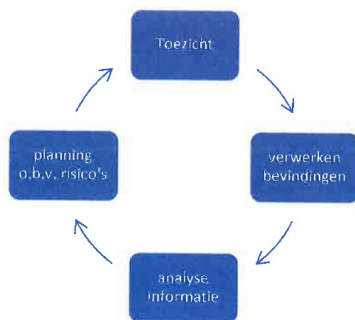 Toezicht
verwerken
bevindingen
analyse
informatie
planning
o.b.v. risico's